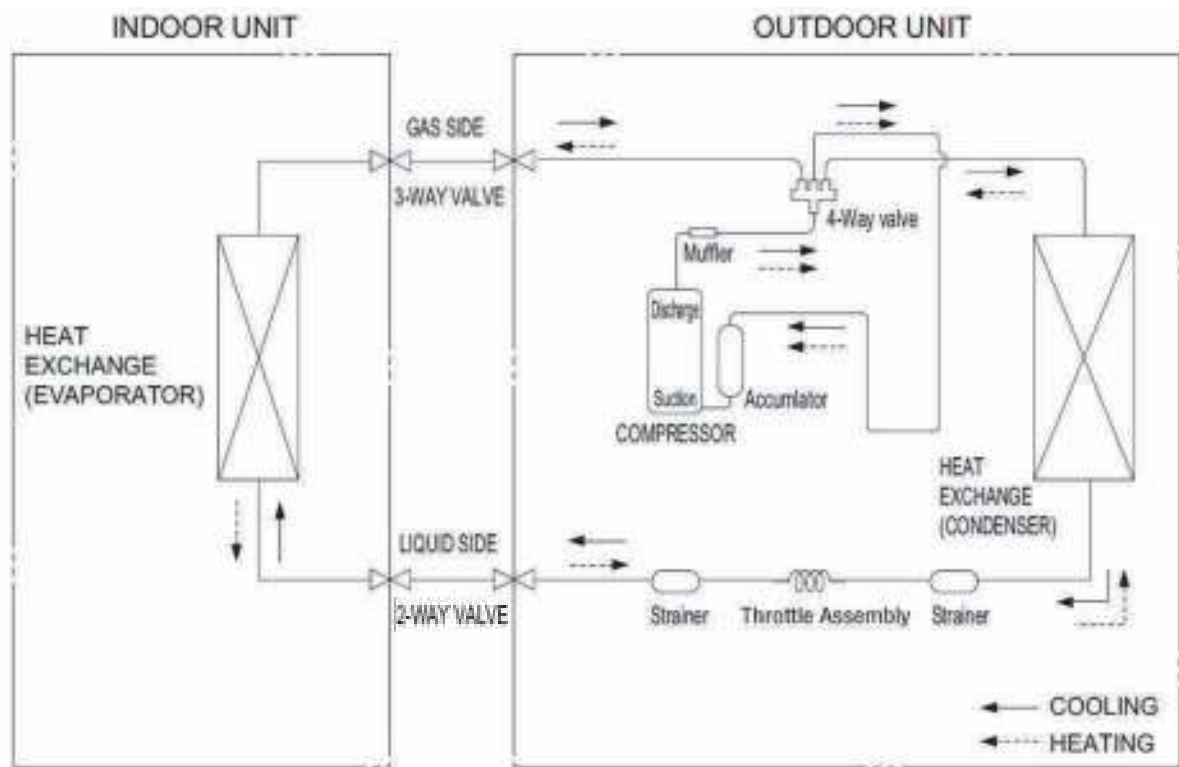 INDOOR UNIT
OUTDOOR UNIT
GAS SIDE
3-WAY VALVE
4-Way valve
Muffler
Discharge
HEAT
EXCHANGE
(EVAPORATOR)
Suction
Accumlator
COMPRESSOR
HEAT
EXCHANGE
(CONDENSER)
LIQUID SIDE
2-WAY VALVE
Strainer
Throttle Assembly
Strainer
COOLING
HEATING